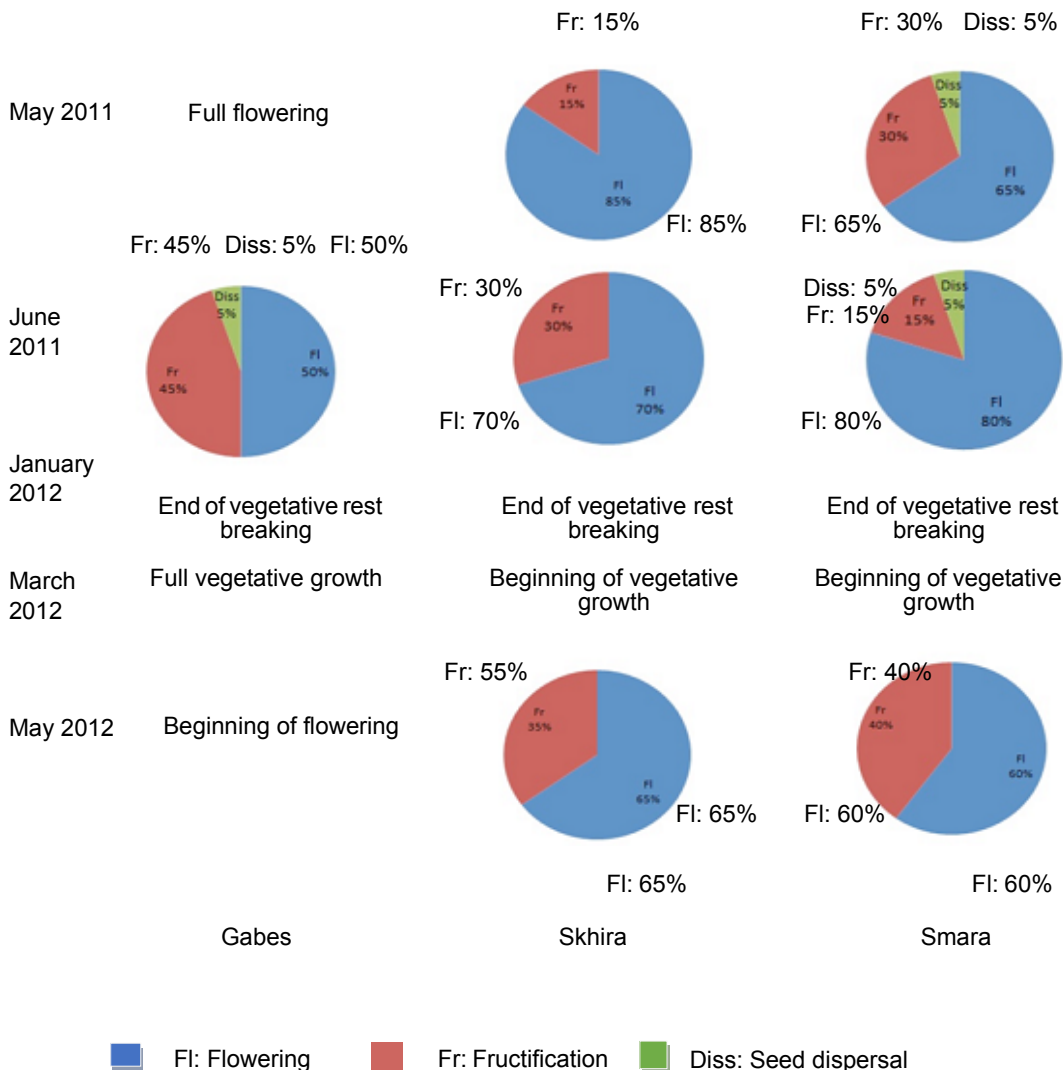 Fr: 15%
Fr: 30% Diss: 5%
May 2011
Full flowering
Fr
15%
Fl
85%
Fl: 85%
Diss
5%
Fr
30%
Fl
65%
Fl: 65%
Fr: 45% Diss: 5% Fl: 50%
June
2011
Diss
5%
Fr
45%
Fl
50%
Fr: 30%
Fr
30%
Fl
70%
Fl: 70%
Diss: 5%
Fr: 15%
Diss
5%
Fr
15%
Fl
80%
Fl: 80%
January
2012
End of vegetative rest
breaking
End of vegetative rest
breaking
End of vegetative rest
breaking
March
2012
Full vegetative growth
Beginning of vegetative
growth
Beginning of vegetative
growth
May 2012
Beginning of flowering
Fr: 55%
Fr
35%
Fl
65%
Fl: 65%
Fl: 65%
Fr: 40%
Fr
40%
Fl
60%
Fl: 60%
Fl: 60%
Gabes
Skhira
Smara
Fl: Flowering
Fr: Fructification
Diss: Seed dispersal